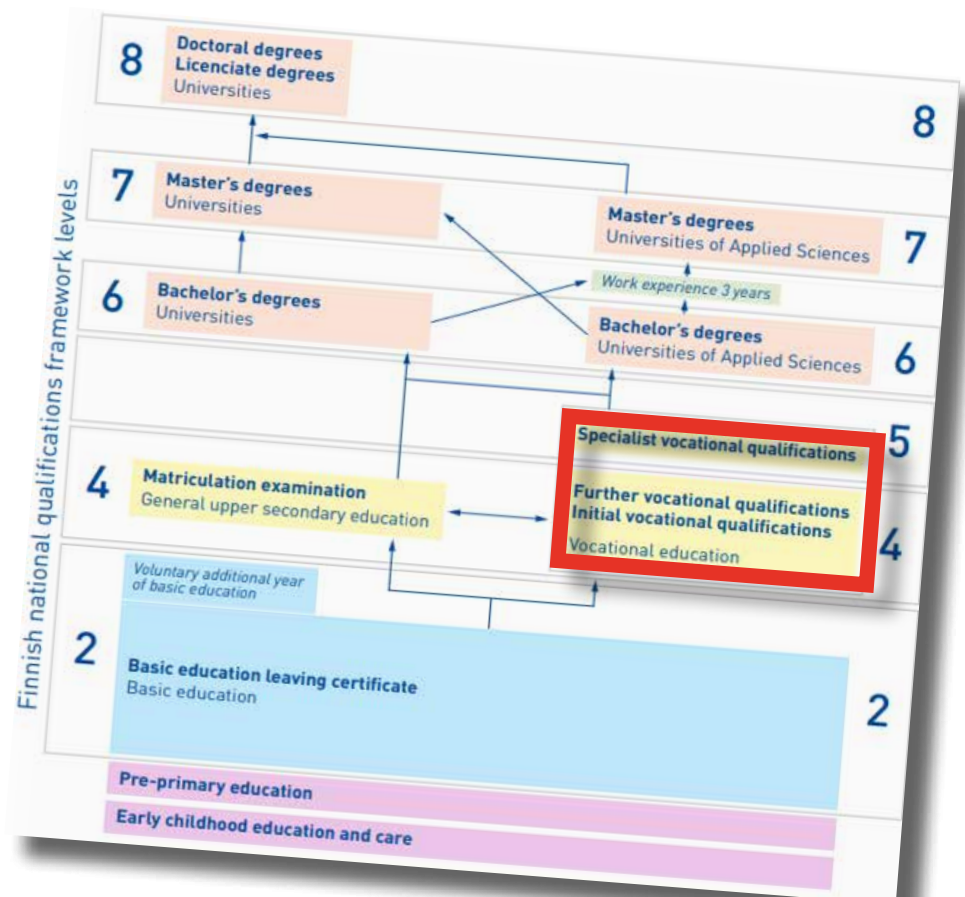 Finnish national qualifications framework levels
8
Doctoral degrees
Licenciate degrees
Universities
8
7
Master's degrees
Universities
Master's degrees
Universities of Applied Sciences
7
Work experience 3 years
6
Bachelor's degrees
Universities
Bachelor's degrees
Universities of Applied Sciences
6
Specialist vocational qualifications
5
4
Matriculation examination
General upper secondary education
Further vocational qualifications
Initial vocational qualifications
Vocational education
4
Voluntary additional year
of basic education
2
Basic education leaving certificate
Basic education
2
Pre-primary education
Early childhood education and care